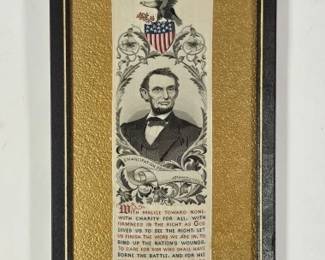 EMANCIPATION
WITH MALICE TOWARD NONE
WITH CHARITY FOR ALL, WITH
FIRMNESS IN THE RIGHT AS GOD
GIVES US TO SEE THE RIGHT, LET
US FINISH THE WORK WE ARE IN, TO
BIND UP THE NATION'S WOUNDS,
TO CARE FOR HIM WHO SHALL HAVE
BORNE THE BATTLE, AND FOR HIS